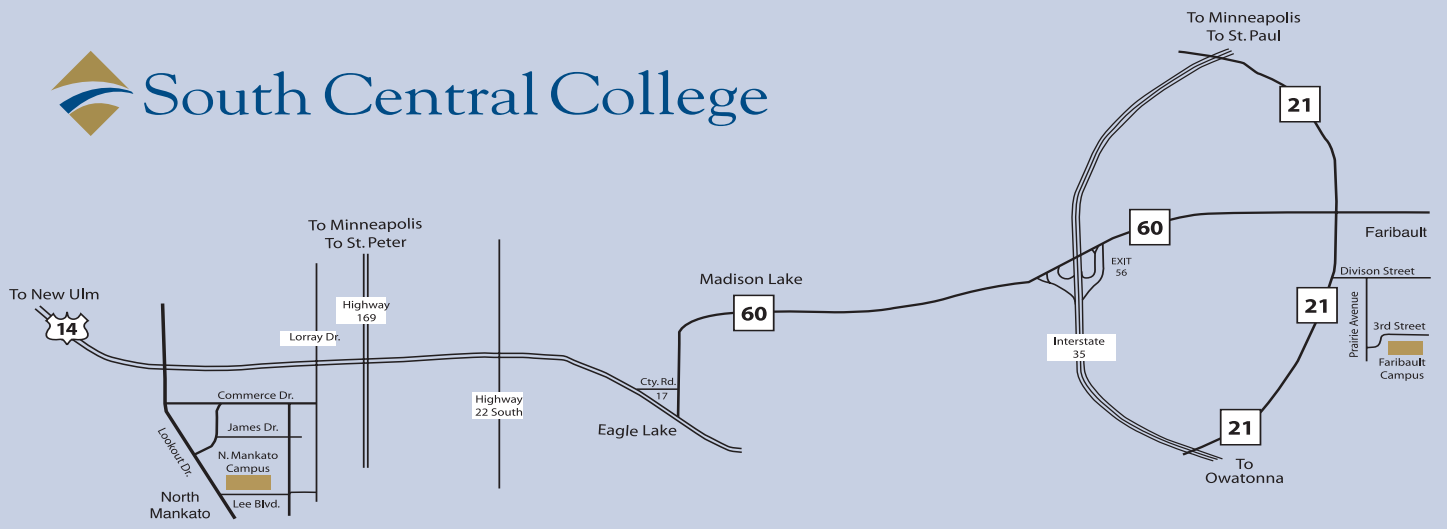 South Central College
To Minneapolis
To St. Paul
21
To Minneapolis
To St. Peter
60
Faribault
EXIT
56
Madison Lake
Divison Street
To New Ulm
14
Highway
169
60
21
Prairie Avenue
3rd Street
Lorray Dr.
Interstate
35
Faribault
Campus
Cty. Rd.
17
Commerce Dr.
Highway
22 South
Eagle Lake
21
James Dr.
Lookout Dr.
N. Mankato
Campus
To
Owatonna
North
Mankato
Lee Blvd.